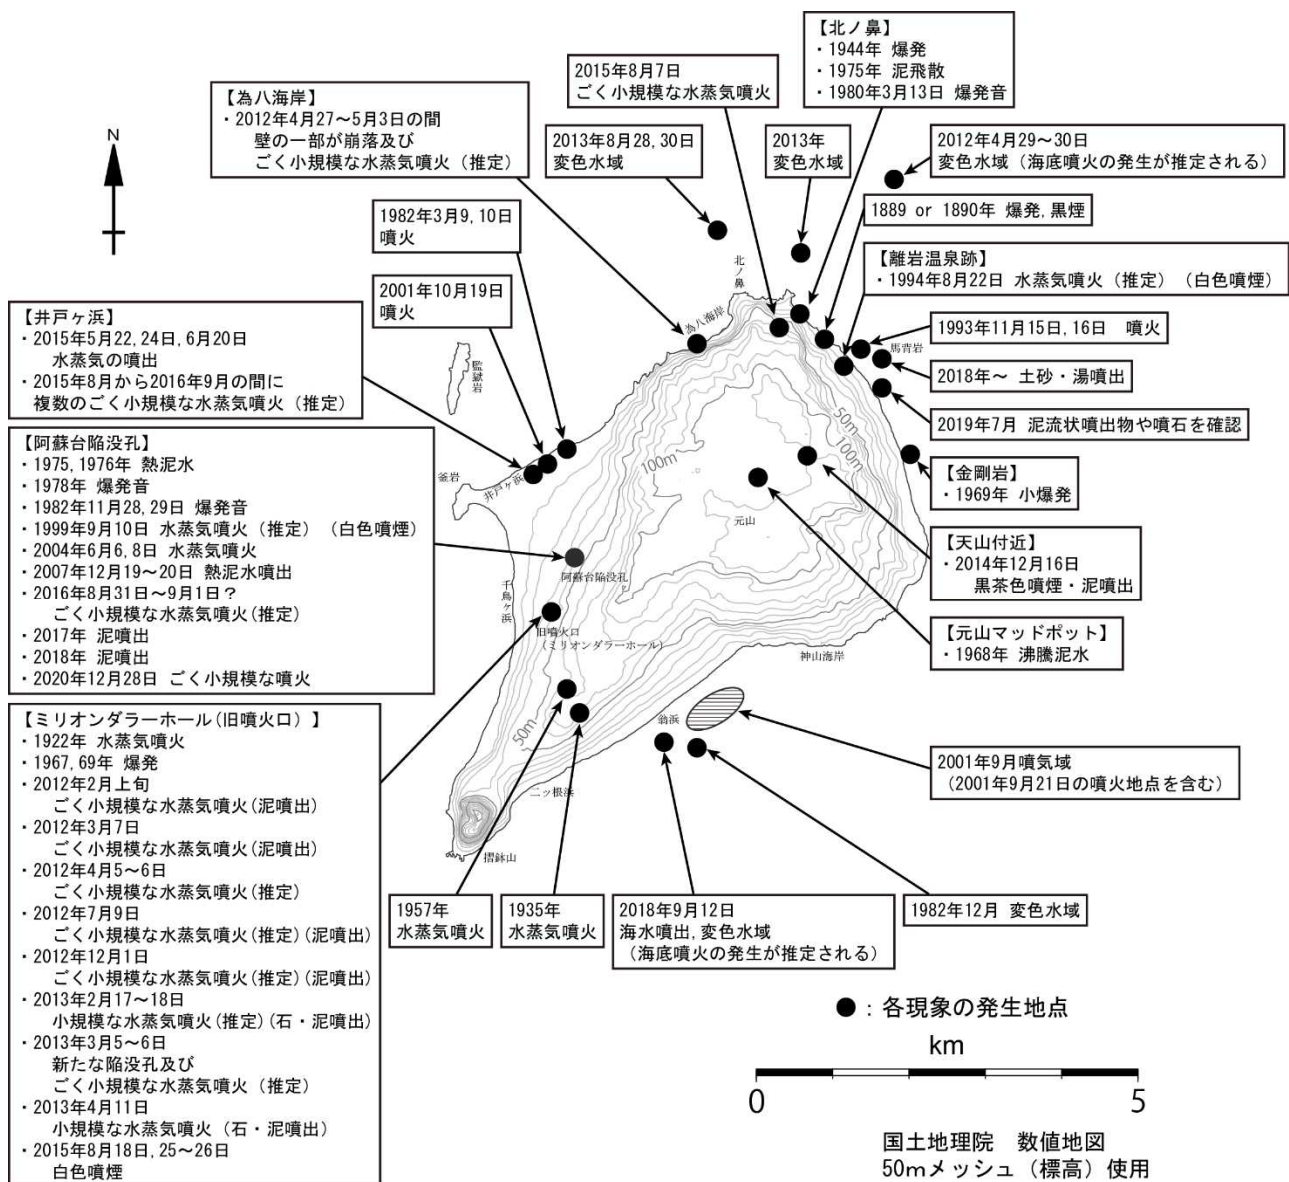 【北ノ鼻】
・1944年 爆発
・1975年 泥飛散
・1980年3月13日 爆発音
2015年8月7日
ごく小規模な水蒸気噴火
【為八海岸】
・2012年4月27～5月3日の間
壁の一部が崩落及び
ごく小規模な水蒸気噴火（推定）
N
2013年8月28,30日
変色水域
2013年
変色水域
2012年4月29～30日
変色水域（海底噴火の発生が推定される）
1889 or 1890年 爆発,黒煙
1982年3月9,10日
噴火
【離岩温泉跡】
・1994年8月22日 水蒸気噴火（推定）（白色噴煙）
北ノ鼻
2001年10月19日
噴火
為八海岸
【井戸ヶ浜】
・2015年5月22,24日,6月20日
水蒸気の噴出
・2015年8月から2016年9月の間に
複数のごく小規模な水蒸気噴火（推定）
1993年11月15日,16日 噴火
馬背岩
2018年～ 土砂・湯噴出
監獄岩
2019年7月 泥流状噴出物や噴石を確認
50m
100m
100m
【阿蘇台陥没孔】
・1975,1976年 熱泥水
・1978年 爆発音
・1982年11月28,29日 爆発音
・1999年9月10日 水蒸気噴火（推定）（白色噴煙）
・2004年6月6,8日 水蒸気噴火
・2007年12月19～20日 熱泥水噴出
・2016年8月31日～9月1日？
ごく小規模な水蒸気噴火(推定)
・2017年 泥噴出
・2018年 泥噴出
・2020年12月28日 ごく小規模な噴火
釜岩
井戸ヶ浜
【金剛岩】
・1969年 小爆発
元山
【天山付近】
・2014年12月16日
黒茶色噴煙・泥噴出
阿蘇台陥没孔
千鳥ヶ浜
旧噴火口
（ミリオンダラーホール）
【元山マッドポット】
・1968年 沸騰泥水
神山海岸
【ミリオンダラーホール(旧噴火口）】
・1922年 水蒸気噴火
・1967,69年 爆発
・2012年2月上旬
ごく小規模な水蒸気噴火(泥噴出)
・2012年3月7日
ごく小規模な水蒸気噴火(泥噴出)
・2012年4月5～6日
ごく小規模な水蒸気噴火(推定)
・2012年7月9日
ごく小規模な水蒸気噴火(推定)(泥噴出)
・2012年12月1日
ごく小規模な水蒸気噴火(推定)(泥噴出)
・2013年2月17～18日
小規模な水蒸気噴火(推定)(石・泥噴出)
・2013年3月5～6日
新たな陥没孔及び
ごく小規模な水蒸気噴火（推定）
・2013年4月11日
小規模な水蒸気噴火（石・泥噴出）
・2015年8月18日,25～26日
白色噴煙
50m
翁浜
二ッ根浜
摺鉢山
2001年9月噴気域
（2001年9月21日の噴火地点を含む）
1957年
水蒸気噴火
1935年
水蒸気噴火
2018年9月12日
海水噴出,変色水域
（海底噴火の発生が推定される）
1982年12月 変色水域
●：各現象の発生地点
km
0 5
国土地理院 数値地図
50mメッシュ（標高）使用